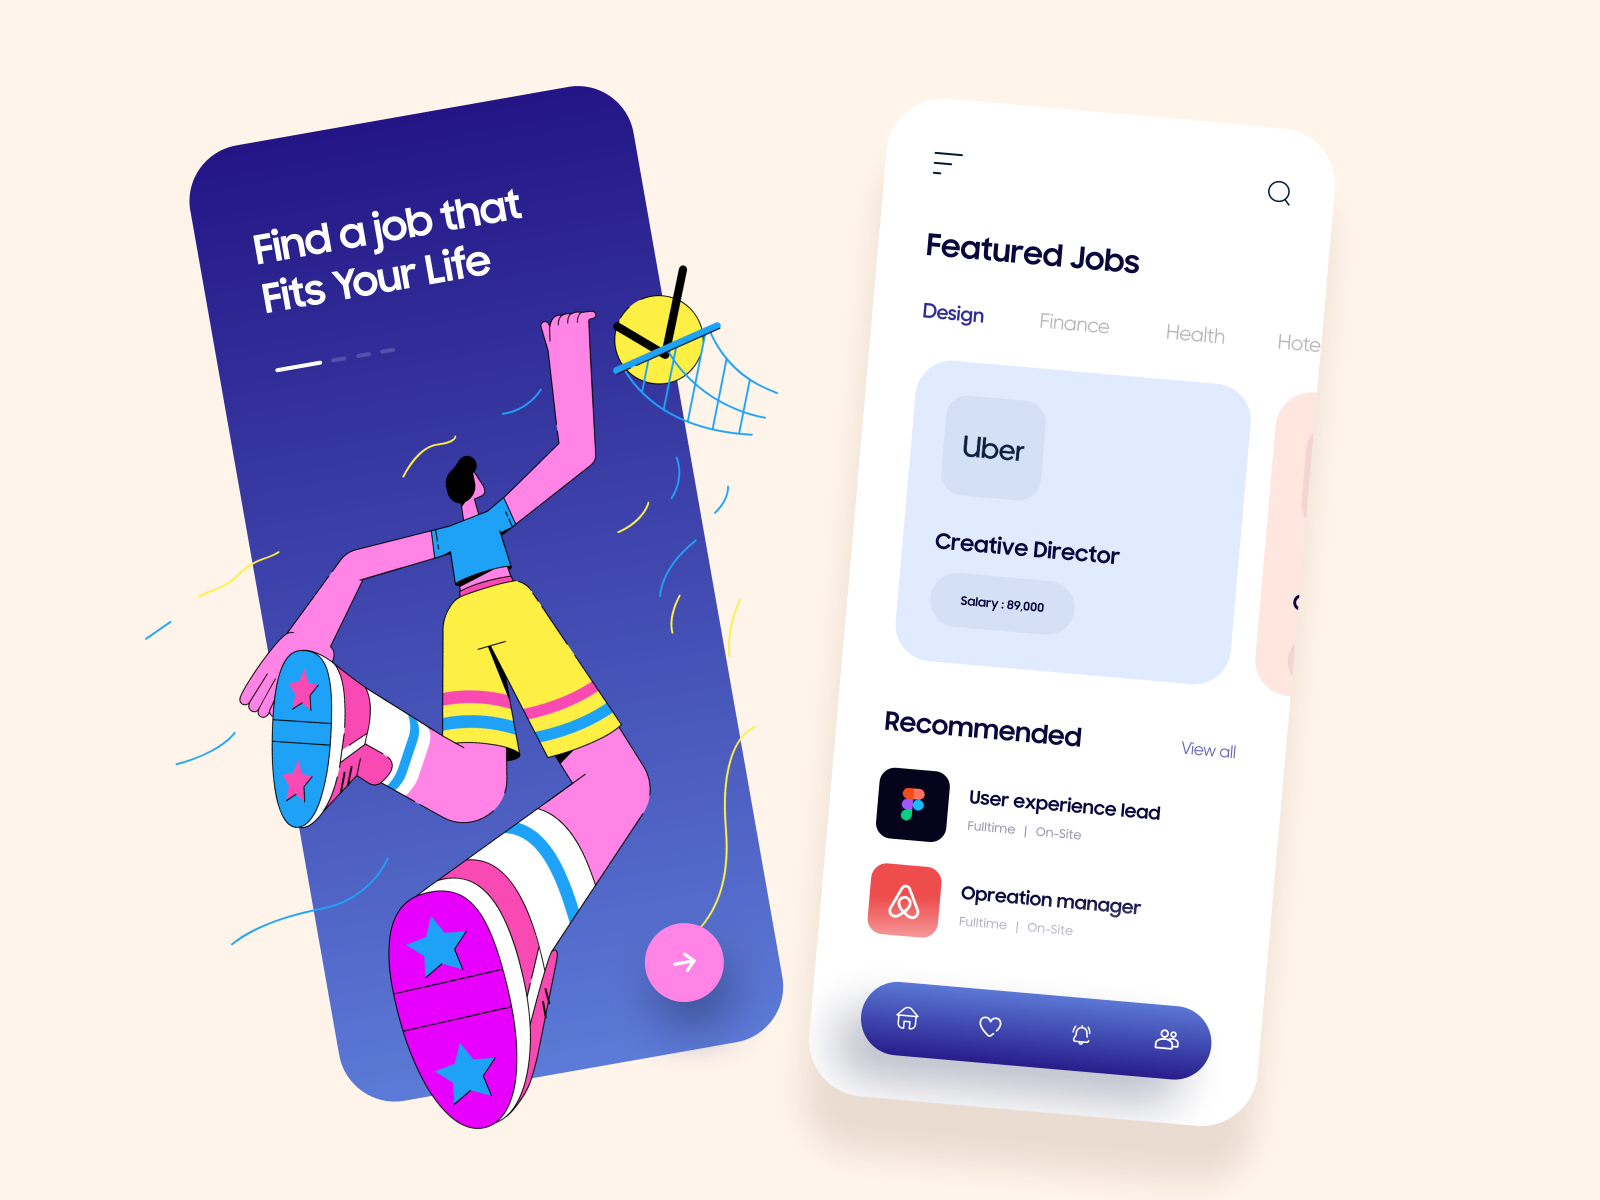 Find a job that
Fits Your Life
Featured Jobs
Design Finance Health Hote
Uber
Creative Director
Salary : 89,000
Recommended
View all
User experience lead
Fulltime | On-Site
Opreation manager
Fulltime | On-Site